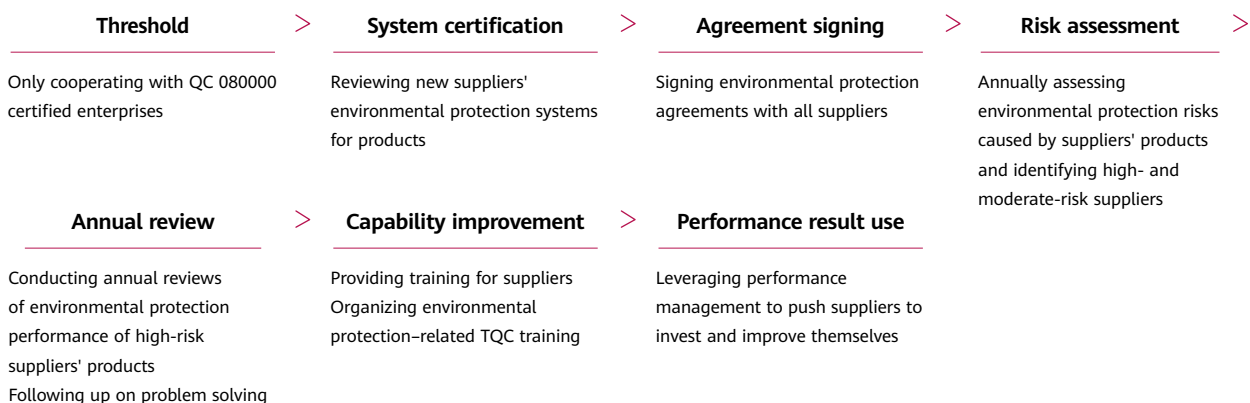 Threshold
>
System certification
>
Agreement signing
>
Risk assessment
>
Only cooperating with QC 080000
certified enterprises
Reviewing new suppliers'
environmental protection systems
for products
Signing environmental protection
agreements with all suppliers
Annually assessing
environmental protection risks
caused by suppliers' products
and identifying high- and
moderate-risk suppliers
Annual review
>
Capability improvement
>
Performance result use
Conducting annual reviews
of environmental protection
performance of high-risk
suppliers' products
Following up on problem solving
Providing training for suppliers
Organizing environmental
protection–related TQC training
Leveraging performance
management to push suppliers to
invest and improve themselves